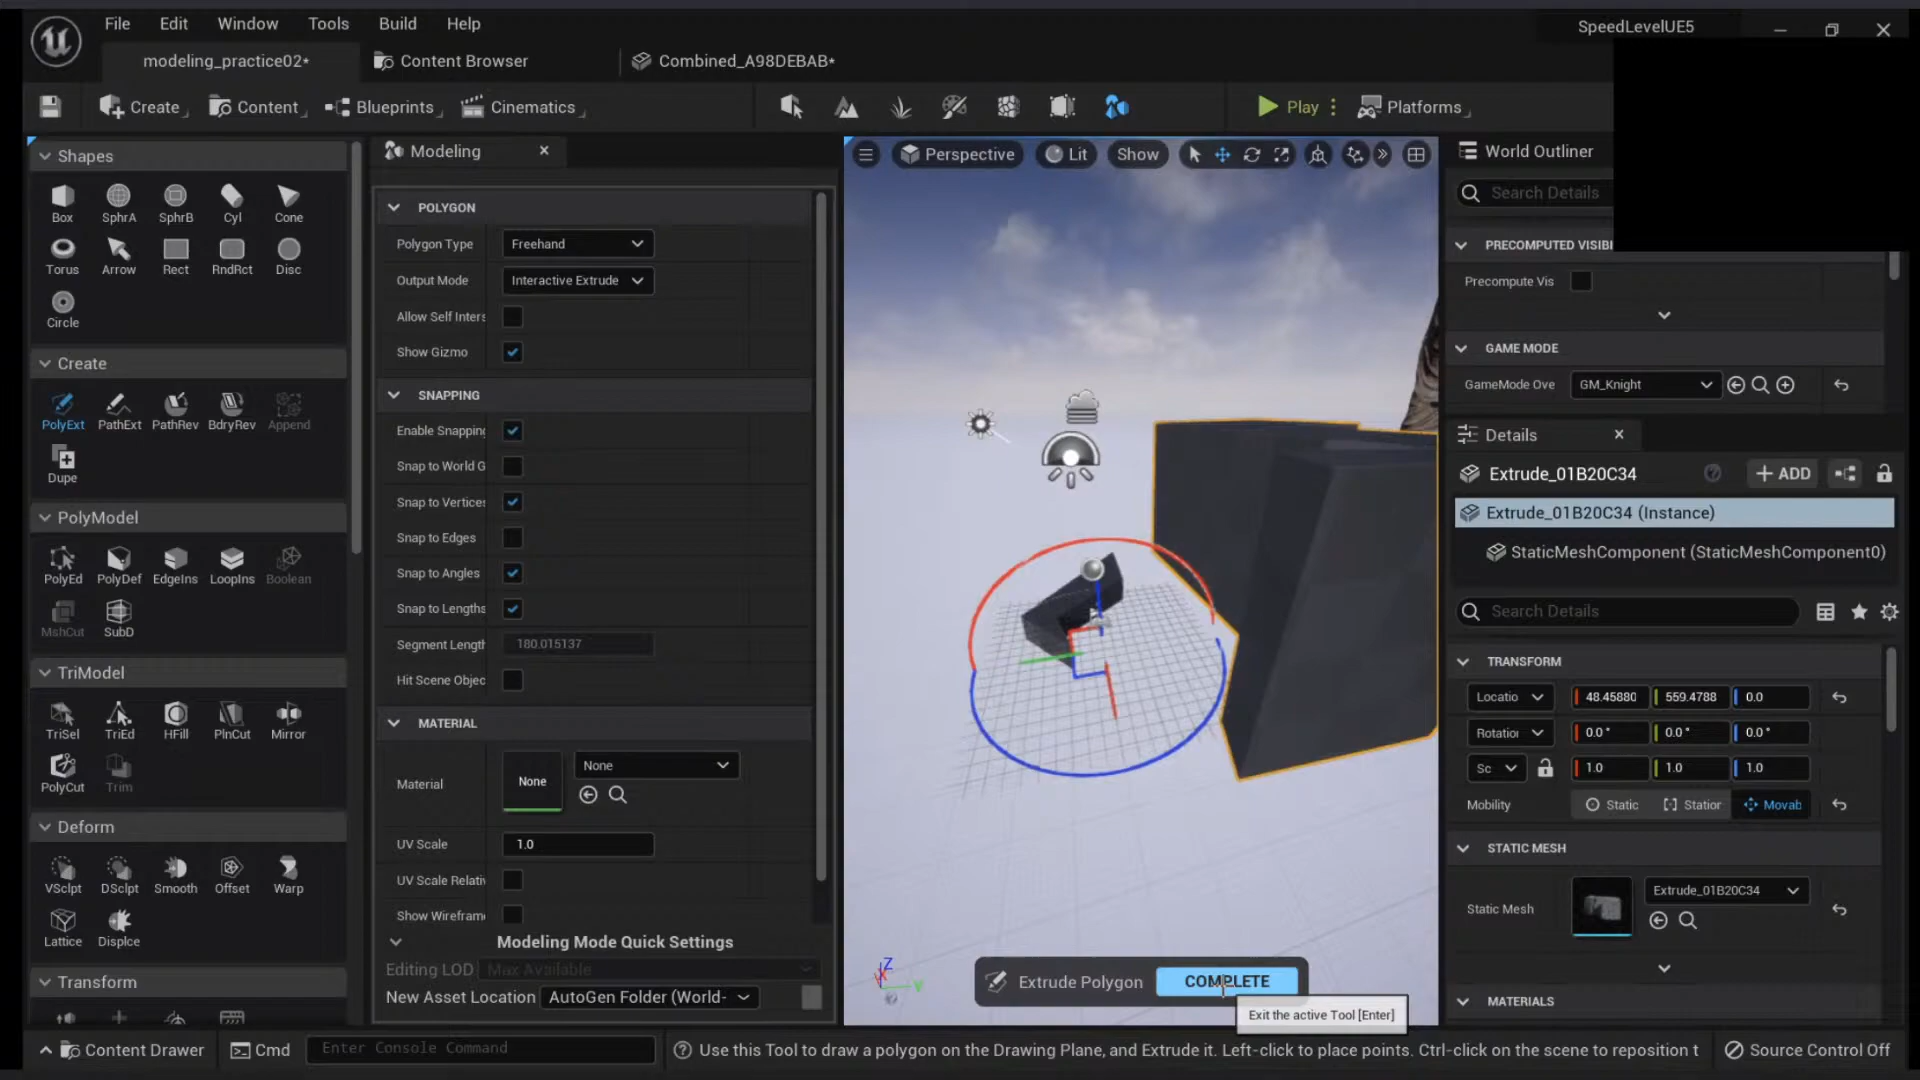 File Edit Window Tools Build Help
SpeedLevelUE5
modeling_practice02*
Content Browser
Combined_A98DEBAB*
Create
Content
Blueprints
Cinematics
Play
Platforms
Shapes
Box SphrA SphrB Cyl Cone
Torus Arrow Rect RndRct Disc
Circle
Create
PolyExt PathExt PathRev BdryRev Append
Dupe
PolyModel
PolyEd PolyDef EdgeIns LoopIns Boolean
MshCut SubD
TriModel
TriSel TriEd HFill PlnCut Mirror
PolyCut Trim
Deform
VSclpt DSclpt Smooth Offset Warp
Lattice Displce
Transform
Modeling
POLYGON
Polygon Type Freehand
Output Mode Interactive Extrude
Allow Self Inters
Show Gizmo
SNAPPING
Enable Snapping
Snap to World G
Snap to Vertices
Snap to Edges
Snap to Angles
Snap to Lengths
Segment Length 180.015137
Hit Scene Objec
MATERIAL
Material None None
UV Scale 1.0
UV Scale Relativ
Show Wireframe
Modeling Mode Quick Settings
Editing LOD Max Available
New Asset Location AutoGen Folder (World-
Perspective Lit Show
Z
X
Y
Extrude Polygon COMPLETE
Exit the active Tool [Enter]
World Outliner
Search Details
PRECOMPUTED VISIBI
Precompute Vis
GAME MODE
GameMode Ove GM_Knight
Details
Extrude_01B20C34 + ADD
Extrude_01B20C34 (Instance)
StaticMeshComponent (StaticMeshComponent0)
Search Details
TRANSFORM
Locatio 48.45880 559.4788 0.0
Rotation 0.0° 0.0° 0.0°
Sc 1.0 1.0 1.0
Mobility Static Station Movab
STATIC MESH
Static Mesh Extrude_01B20C34
MATERIALS
Content Drawer
Cmd
Enter Console Command
Use this Tool to draw a polygon on the Drawing Plane, and Extrude it. Left-click to place points. Ctrl-click on the scene to reposition t
Source Control Off